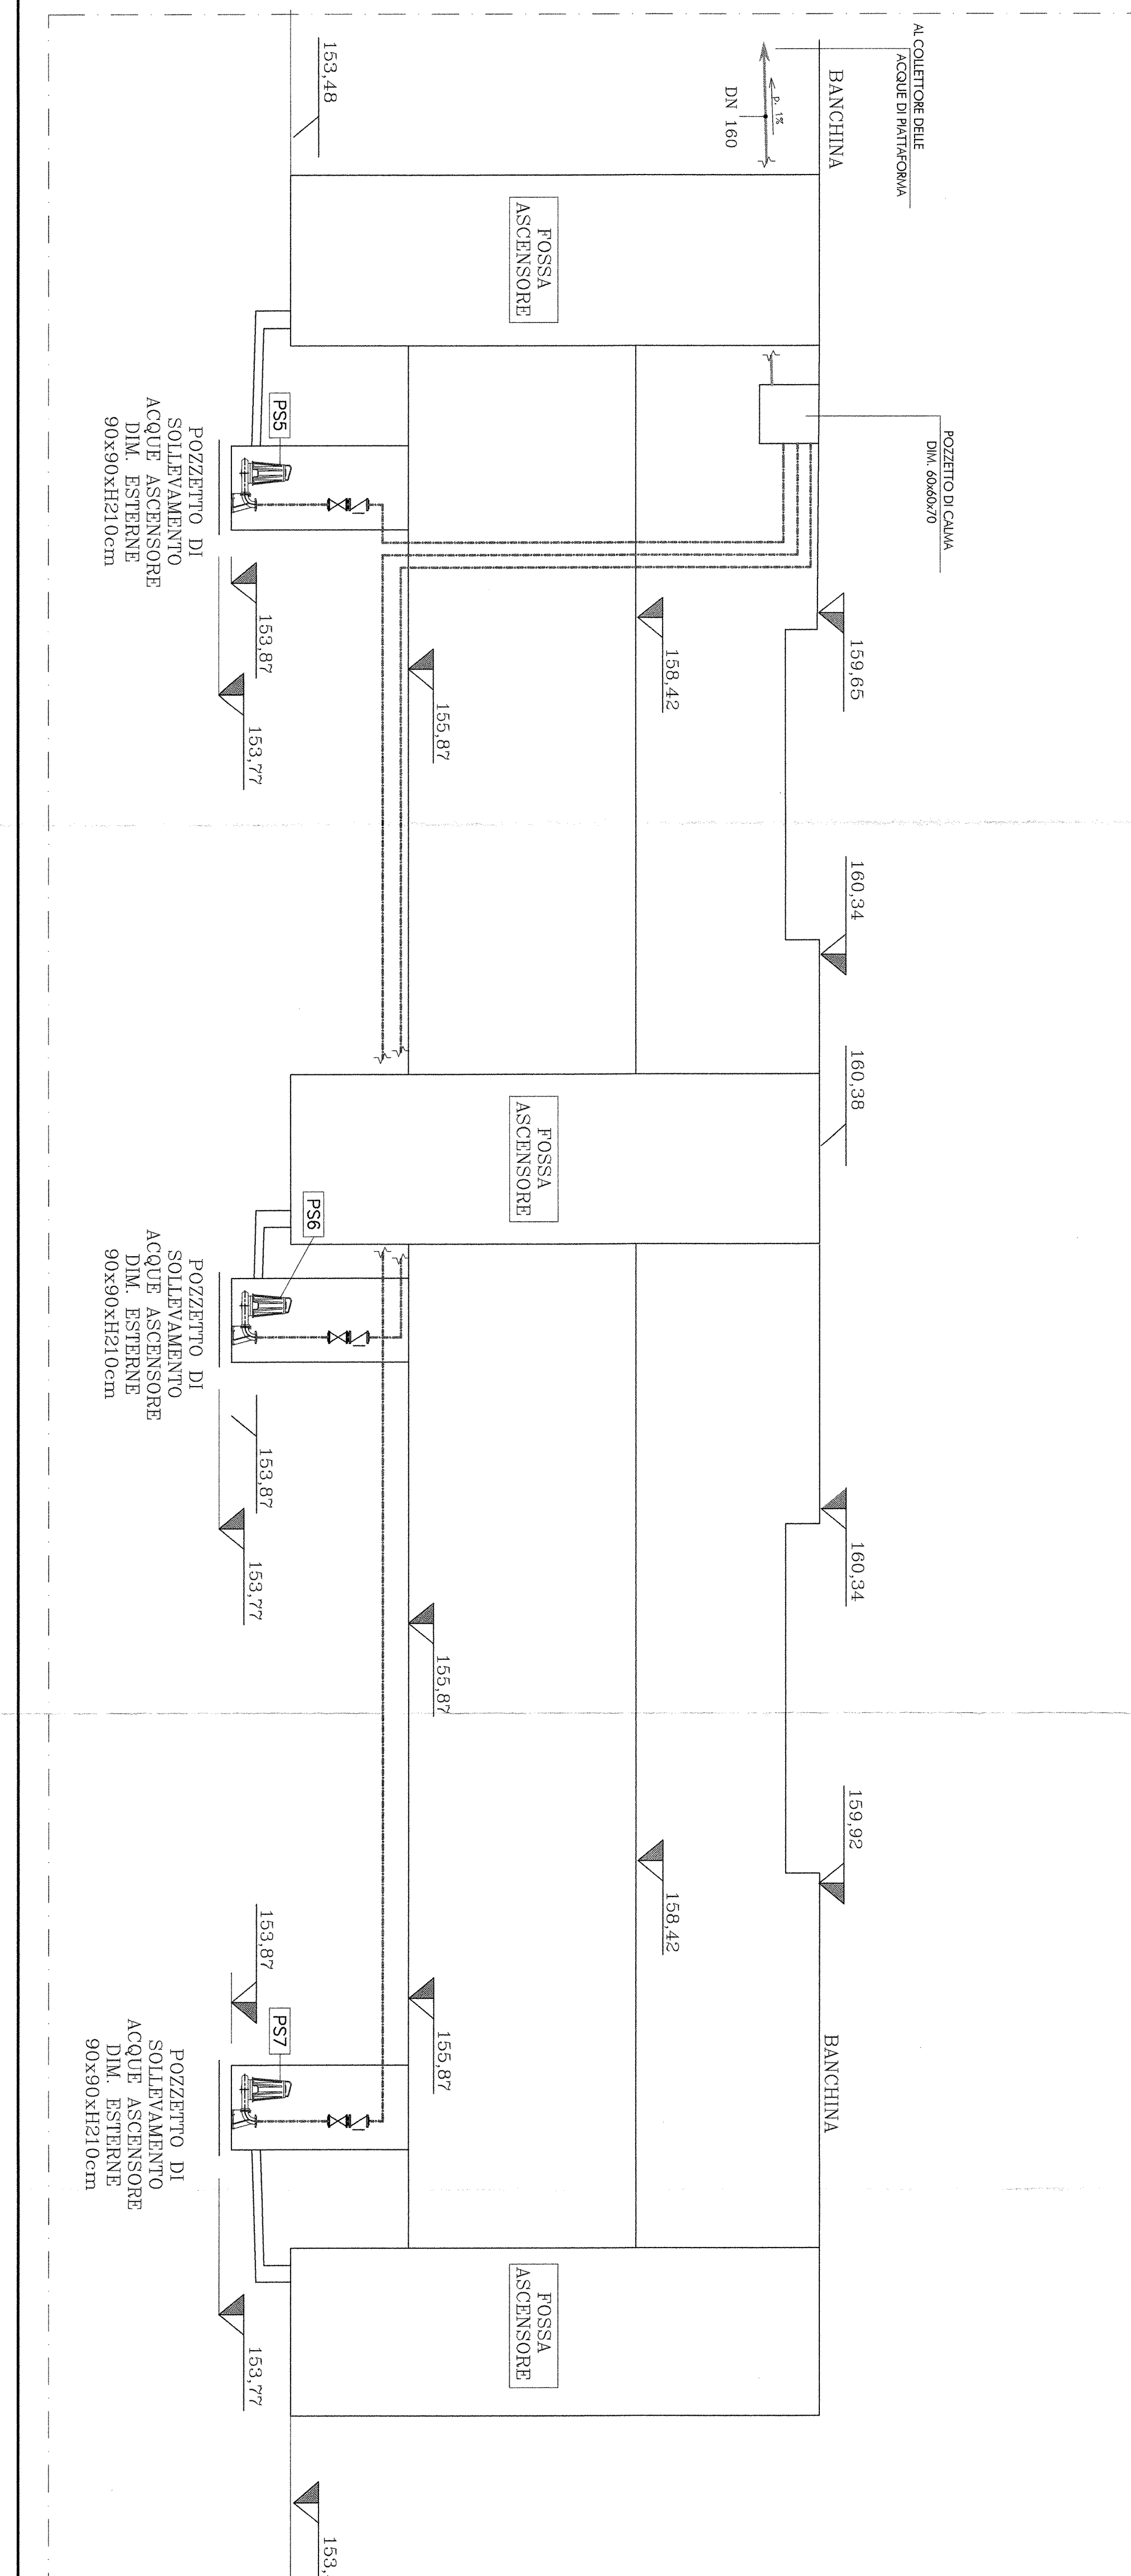 AL COLLETTORE DELLE
ACQUE DI PIATTAFORMA
BANCHINA
p. 1%
DN 160
153,48
FOSSA
ASCENSORE
POZZETTO DI CALMA
DIM. 60x60x70
PS5
POZZETTO DI
SOLLEVAMENTO
ACQUE ASCENSORE
DIM. ESTERNE
90x90xH210cm
153,87
153,77
155,87
158,42
159,65
160,34
160,38
FOSSA
ASCENSORE
PS6
POZZETTO DI
SOLLEVAMENTO
ACQUE ASCENSORE
DIM. ESTERNE
90x90xH210cm
153,87
153,77
155,87
160,34
159,92
158,42
155,87
153,87
BANCHINA
PS7
POZZETTO DI
SOLLEVAMENTO
ACQUE ASCENSORE
DIM. ESTERNE
90x90xH210cm
153,77
FOSSA
ASCENSORE
153,